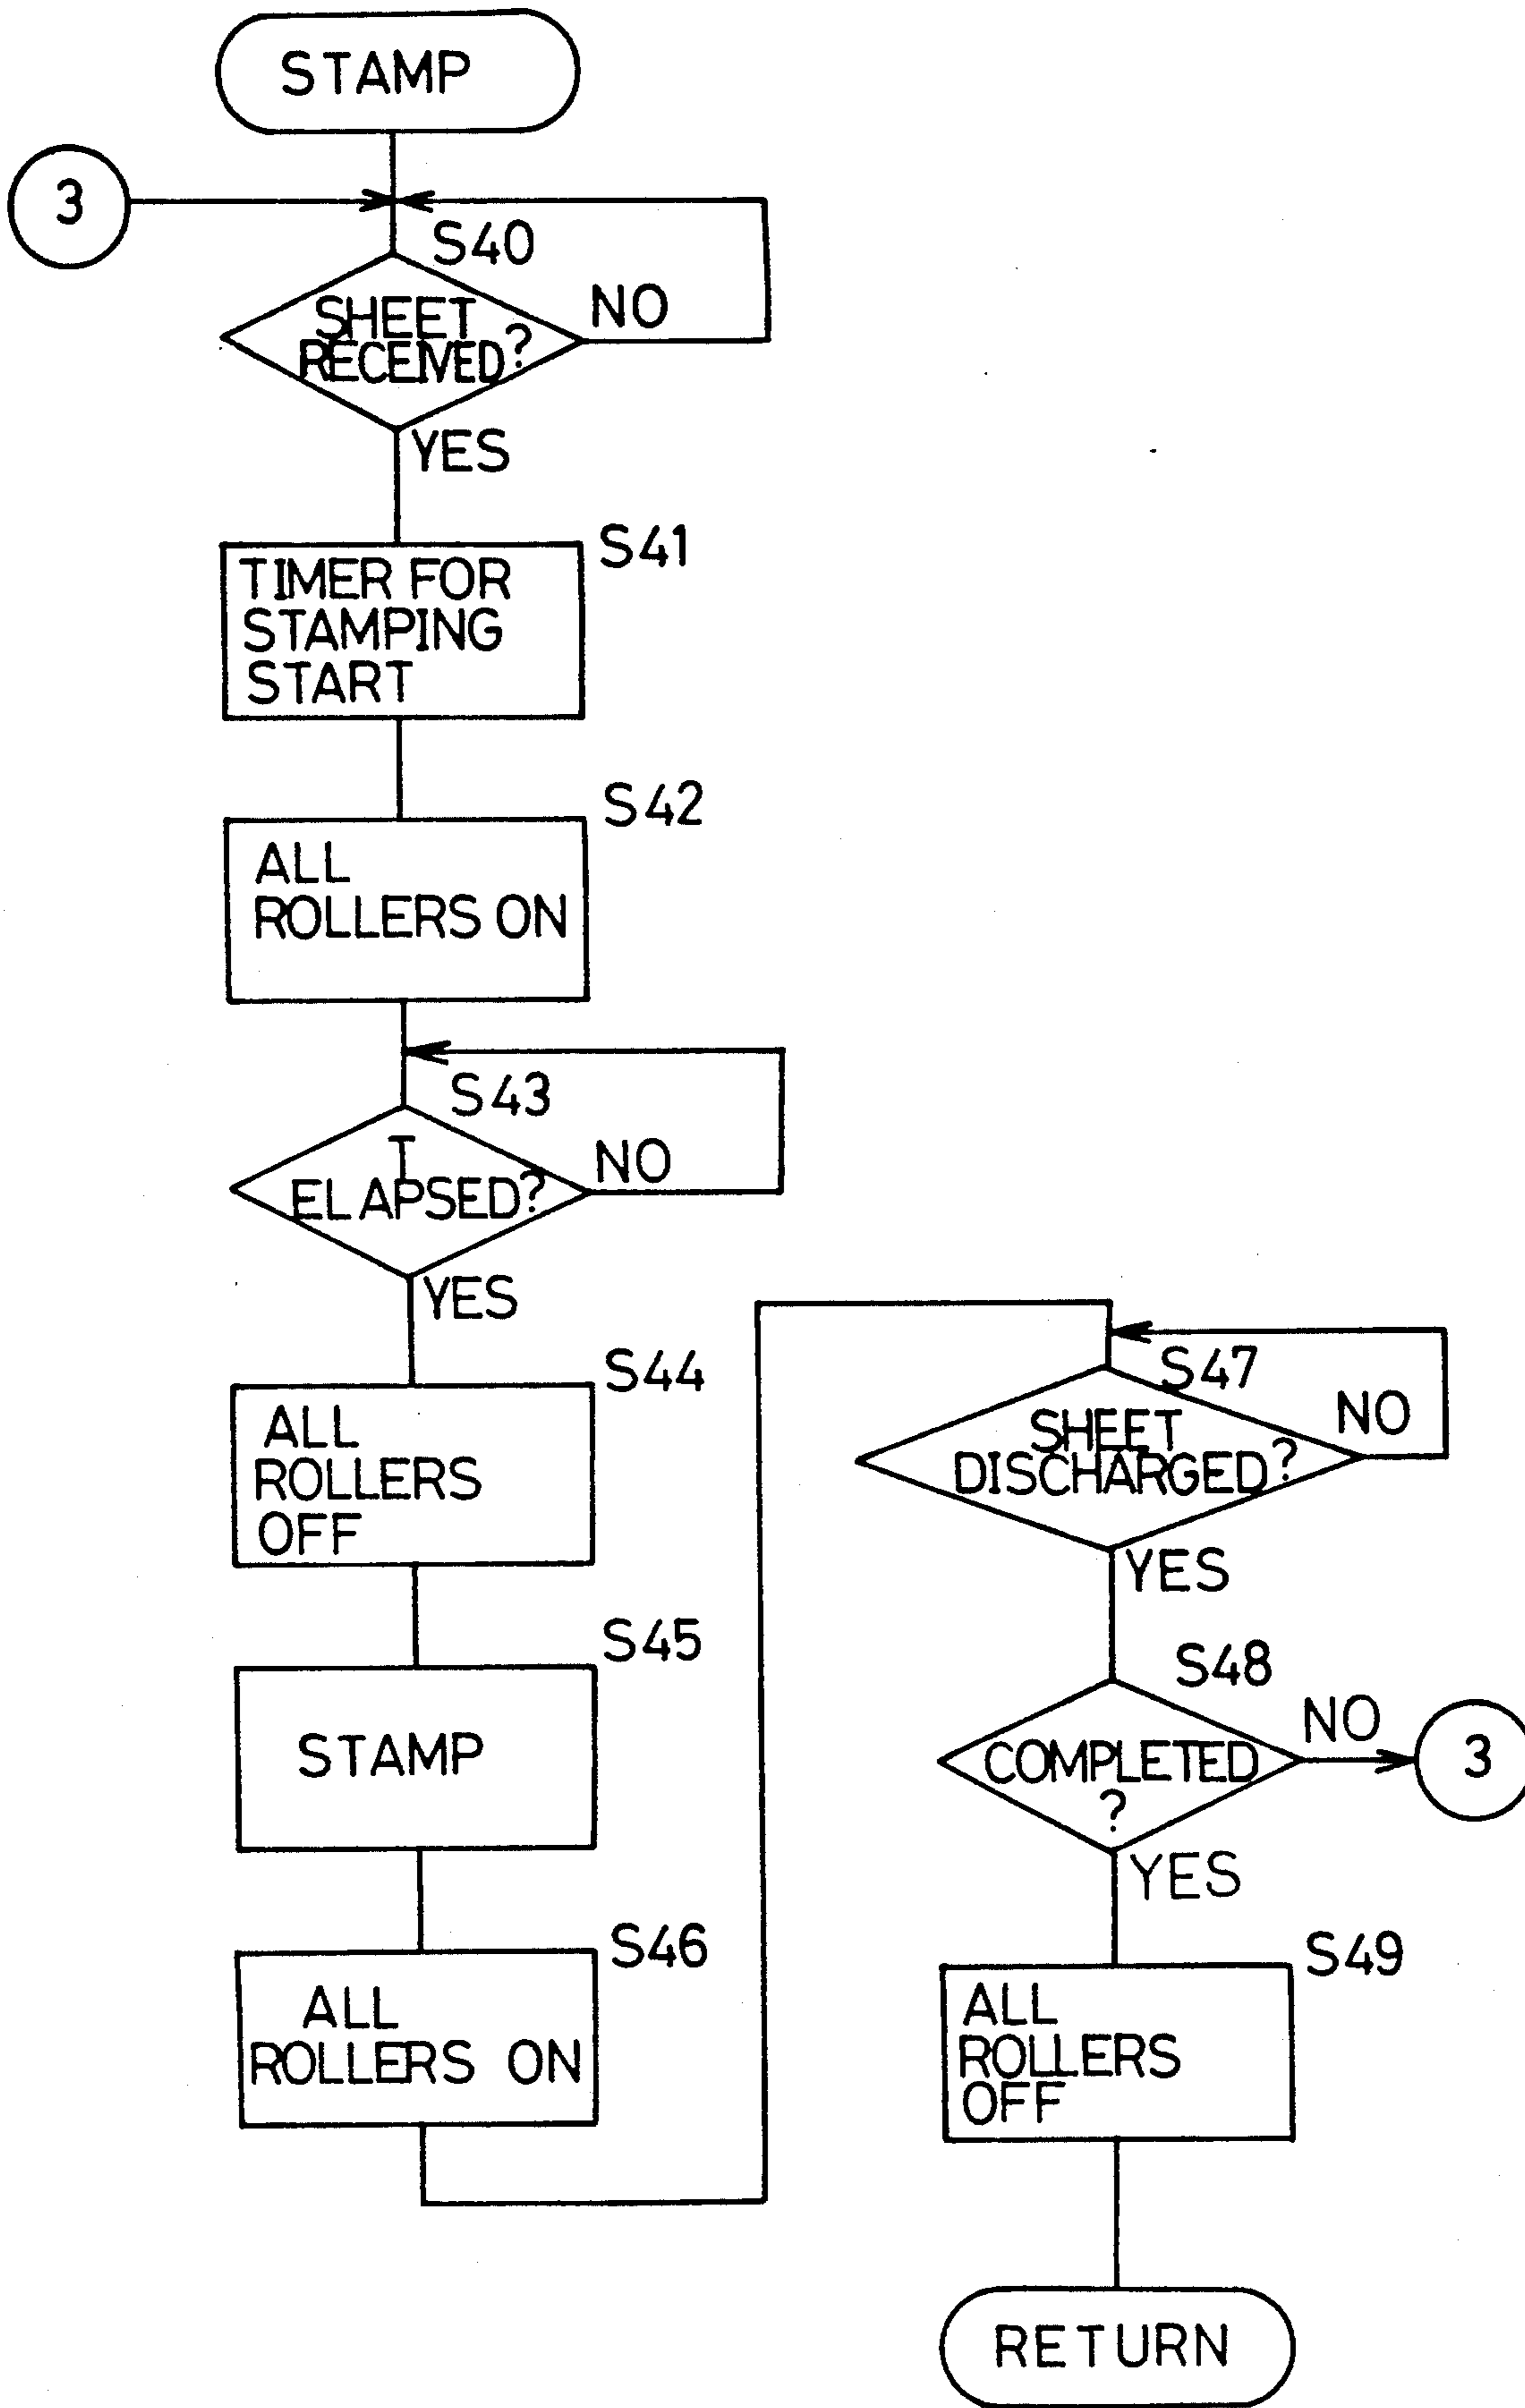 STAMP
3
S40
SHEET
RECEIVED?
NO
YES
S41
TIMER FOR
STAMPING
START
S42
ALL
ROLLERS ON
S43
T
ELAPSED?
NO
YES
S44
ALL
ROLLERS
OFF
S45
STAMP
S46
ALL
ROLLERS ON
S47
SHEET
DISCHARGED?
NO
YES
S48
COMPLETED
?
NO
3
YES
S49
ALL
ROLLERS
OFF
RETURN